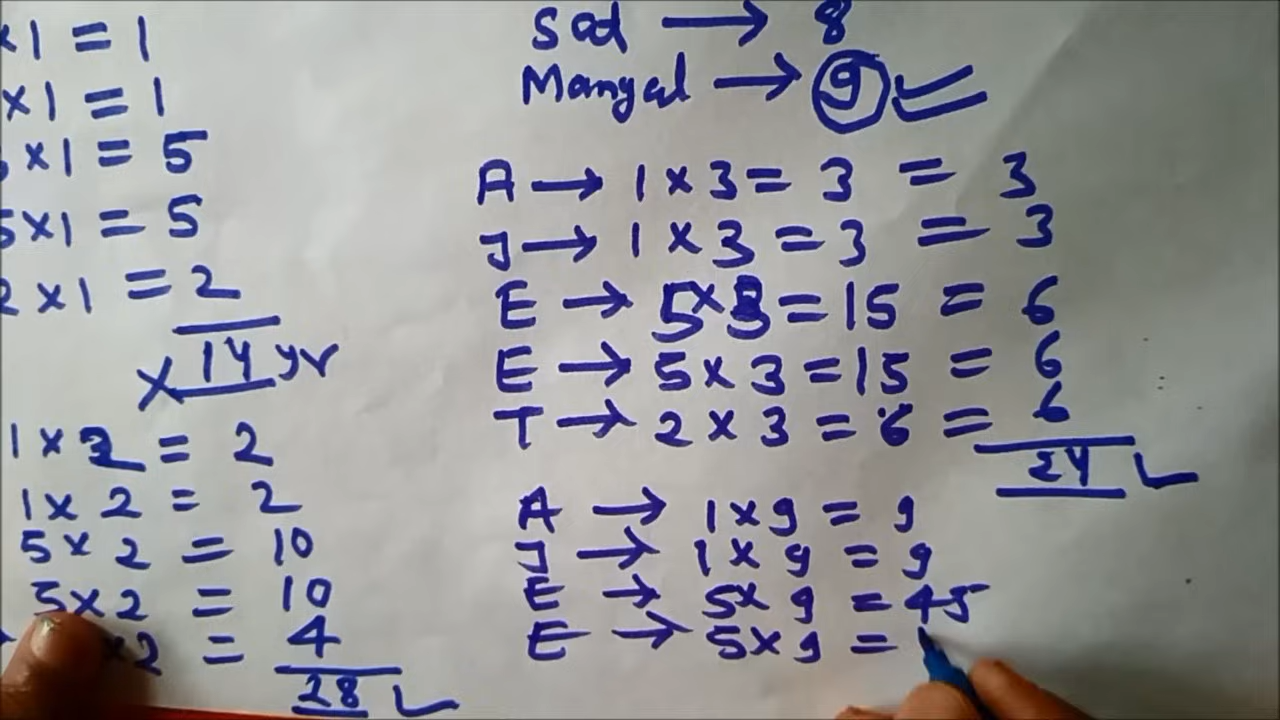 ×1 = 1
×1 = 1
×1 = 5
5×1 = 5
2×1 = 2
× 14 yr
1 × 2 = 2
1 × 2 = 2
5 × 2 = 10
5×2 = 10
×2 = 4
28 ✓
Sat → 8
Mangal → 9 ✓
A → 1 × 3 = 3 = 3
J → 1 × 3 = 3 = 3
E → 5×3 = 15 = 6
E → 5 × 3 = 15 = 6
T → 2 × 3 = 6 = 6
24 ✓
A → 1 × 9 = 9
J → 1 × 9 = 9
E → 5× 9 = 45
E → 5 × 9 =